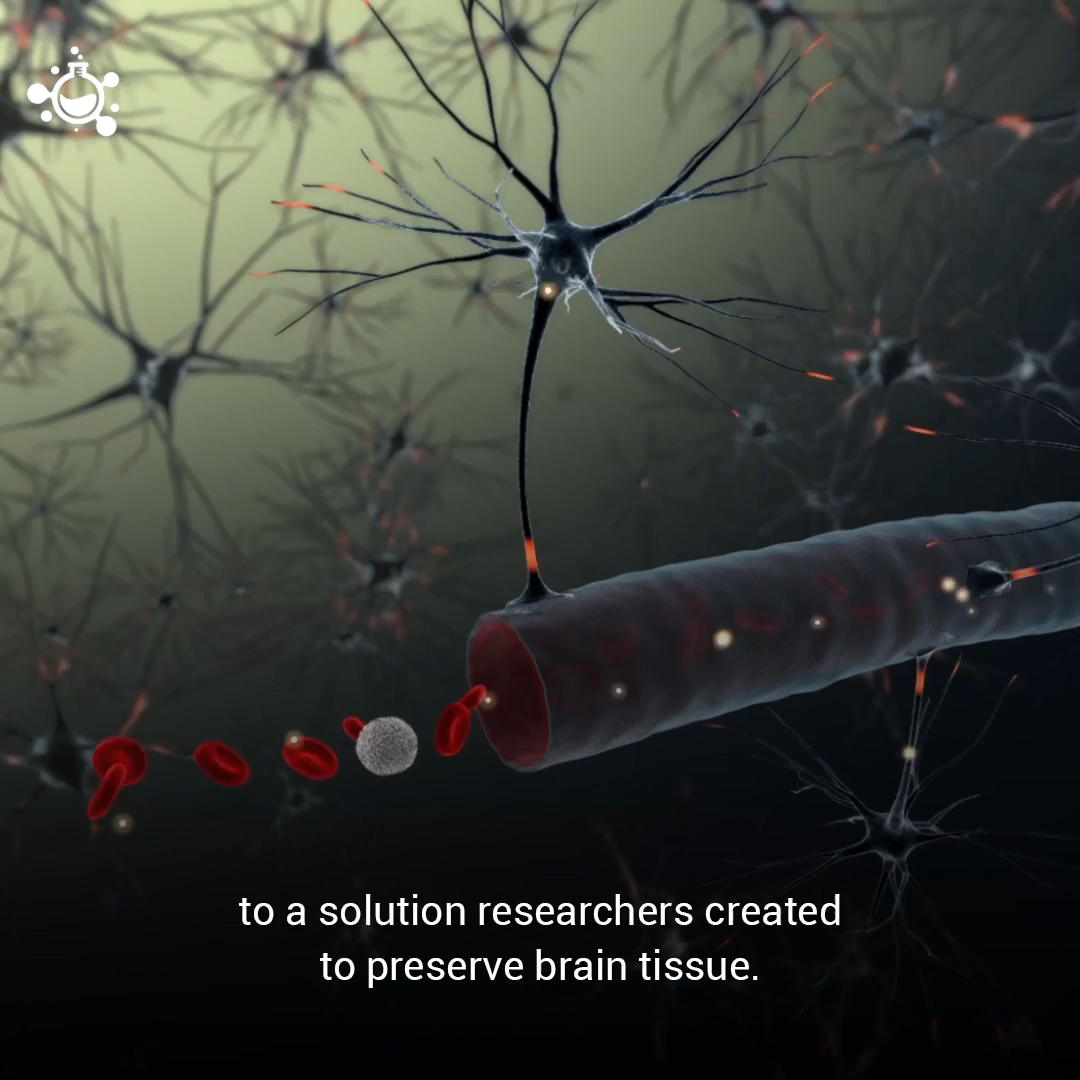 to a solution researchers created
to preserve brain tissue.